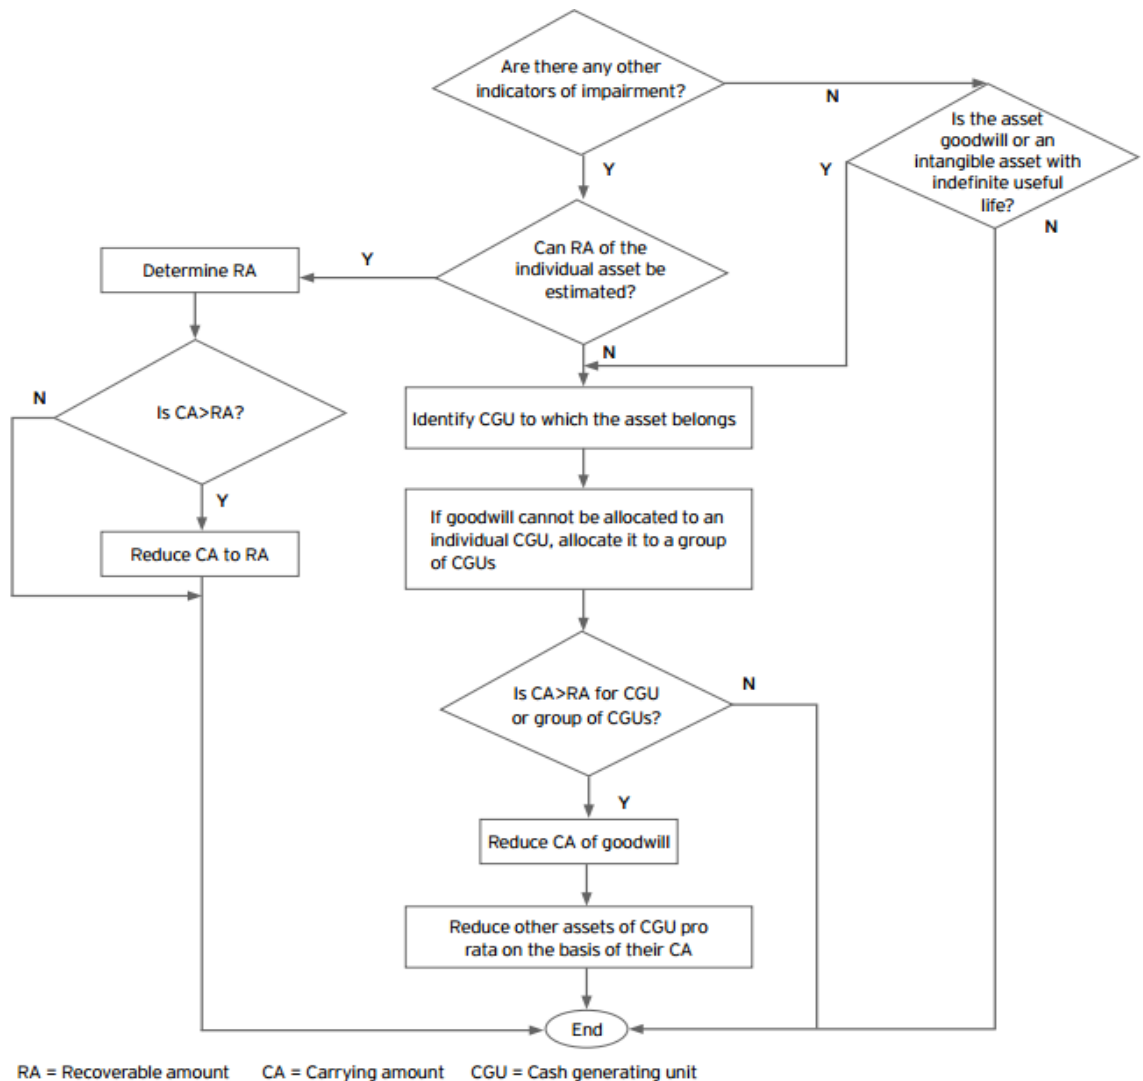 Are there any other
indicators of impairment?
N
Is the asset
goodwill or an
intangible asset with
indefinite useful
life?
Y
Y
N
Can RA of the
individual asset be
estimated?
Y
Determine RA
N
N
Is CA>RA?
Identify CGU to which the asset belongs
Y
If goodwill cannot be allocated to an
individual CGU, allocate it to a group
of CGUs
Reduce CA to RA
Is CA>RA for CGU
or group of CGUs?
N
Y
Reduce CA of goodwill
Reduce other assets of CGU pro
rata on the basis of their CA
End
RA = Recoverable amount CA = Carrying amount CGU = Cash generating unit